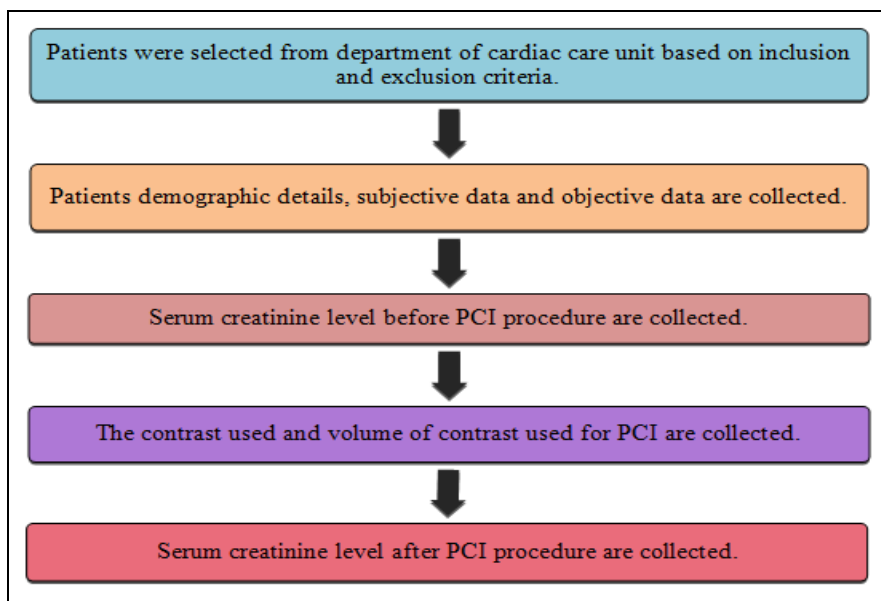 Patients were selected from department of cardiac care unit based on inclusion
and exclusion criteria.
Patients demographic details, subjective data and objective data are collected.
Serum creatinine level before PCI procedure are collected.
The contrast used and volume of contrast used for PCI are collected.
Serum creatinine level after PCI procedure are collected.